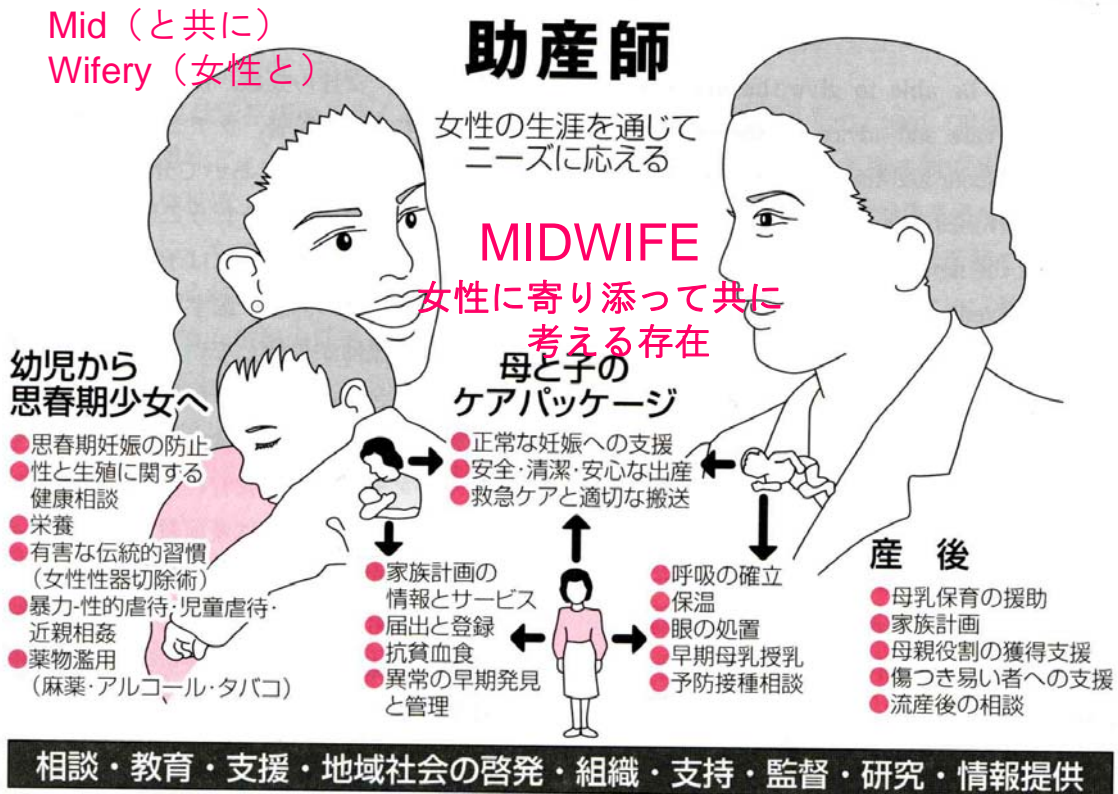 Mid（と共に）
Wifery（女性と）
助産師
女性の生涯を通じて
ニーズに応える
MIDWIFE
女性に寄り添って共に
考える存在
幼児から
思春期少女へ
●思春期妊娠の防止
●性と生殖に関する
健康相談
●栄養
●有害な伝統的習慣
（女性性器切除術）
●暴力-性的虐待・児童虐待・
近親相姦
●薬物濫用
（麻薬・アルコール・タバコ）
母と子の
ケアパッケージ
●正常な妊娠への支援
●安全・清潔・安心な出産
●救急ケアと適切な搬送
●家族計画の
情報とサービス
●届出と登録
●抗貧血食
●異常の早期発見
と管理
●呼吸の確立
●保温
●眼の処置
●早期母乳授乳
●予防接種相談
産 後
●母乳保育の援助
●家族計画
●母親役割の獲得支援
●傷つき易い者への支援
●流産後の相談
相談・教育・支援・地域社会の啓発・組織・支持・監督・研究・情報提供